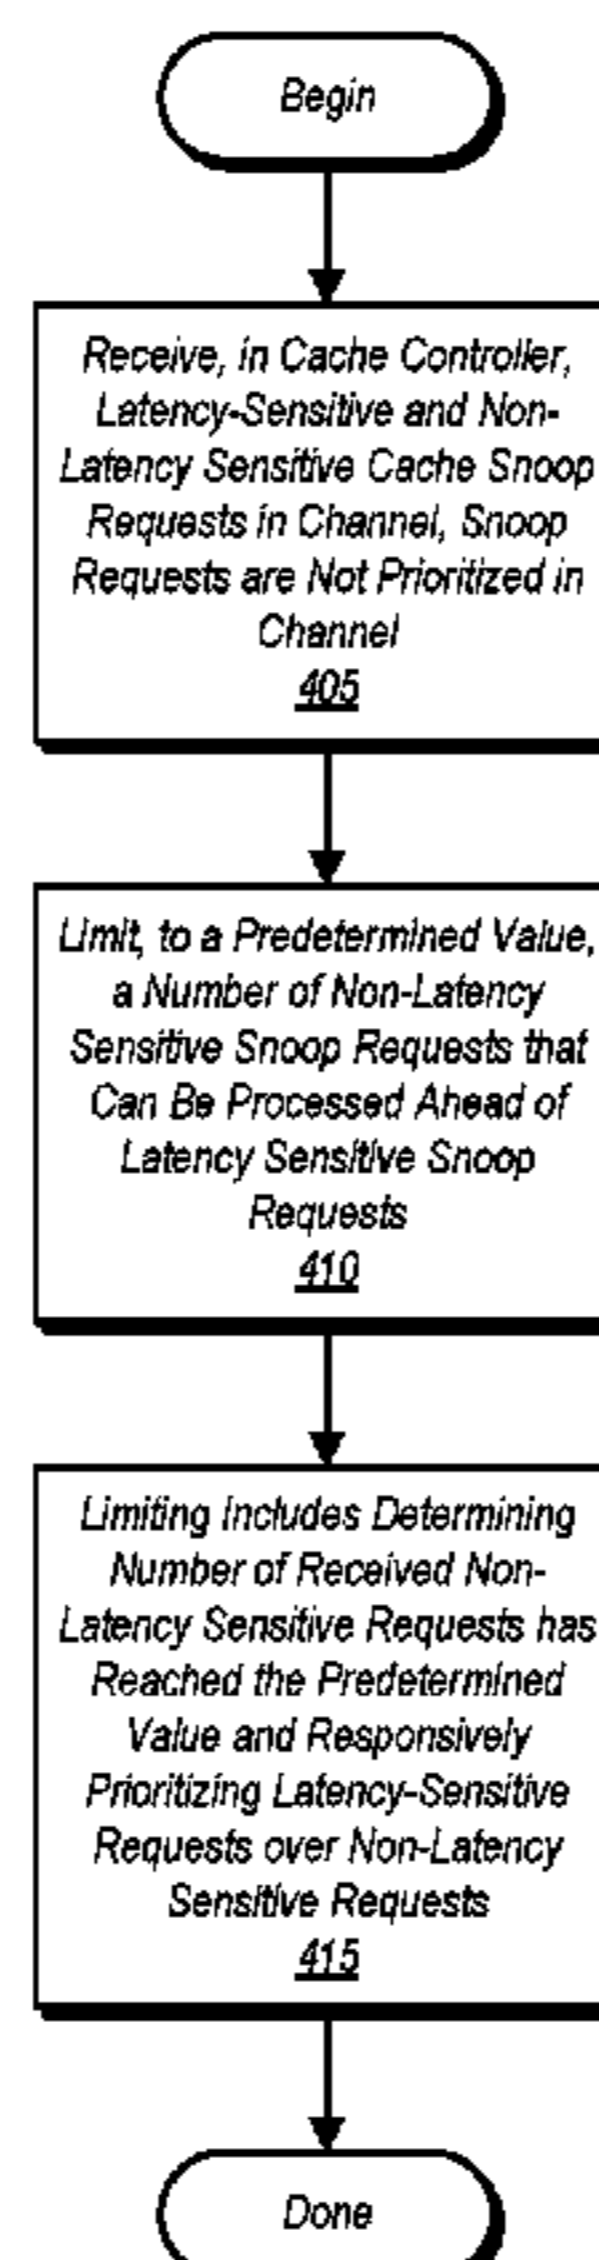 Begin
Receive, in Cache Controller,
Latency-Sensitive and Non-
Latency Sensitive Cache Snoop
Requests in Channel, Snoop
Requests are Not Prioritized in
Channel
405
Limit, to a Predetermined Value,
a Number of Non-Latency
Sensitive Snoop Requests that
Can Be Processed Ahead of
Latency Sensitive Snoop
Requests
410
Limiting Includes Determining
Number of Received Non-
Latency Sensitive Requests has
Reached the Predetermined
Value and Responsively
Prioritizing Latency-Sensitive
Requests over Non-Latency
Sensitive Requests
415
Done